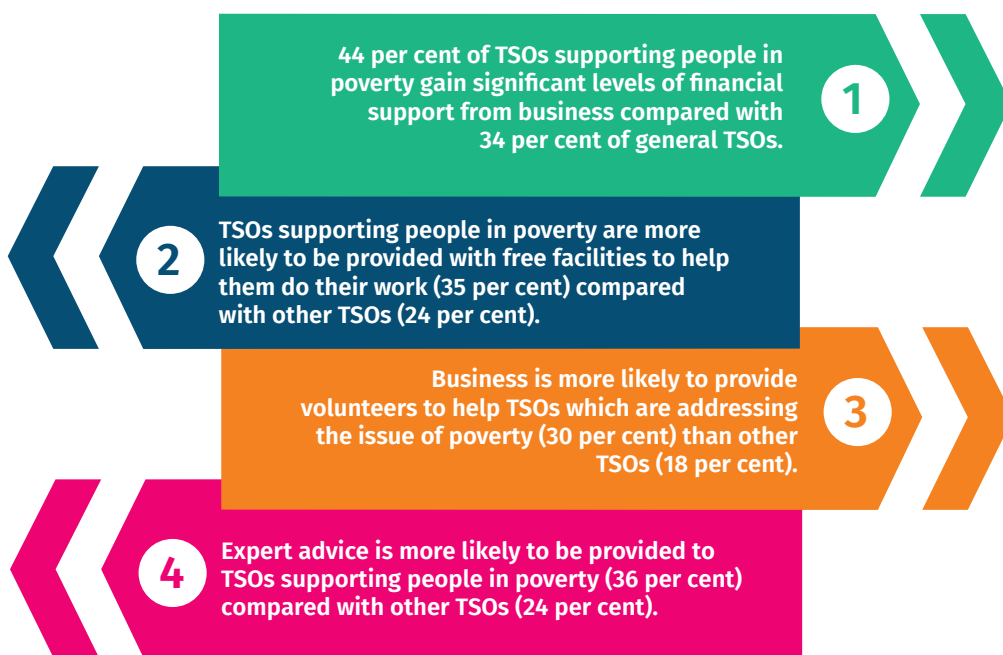 44 per cent of TSOs supporting people in
poverty gain significant levels of financial
support from business compared with
34 per cent of general TSOs.
1
2
TSOs supporting people in poverty are more
likely to be provided with free facilities to help
them do their work (35 per cent) compared
with other TSOs (24 per cent).
Business is more likely to provide
volunteers to help TSOs which are addressing
the issue of poverty (30 per cent) than other
TSOs (18 per cent).
3
4
Expert advice is more likely to be provided to
TSOs supporting people in poverty (36 per cent)
compared with other TSOs (24 per cent).